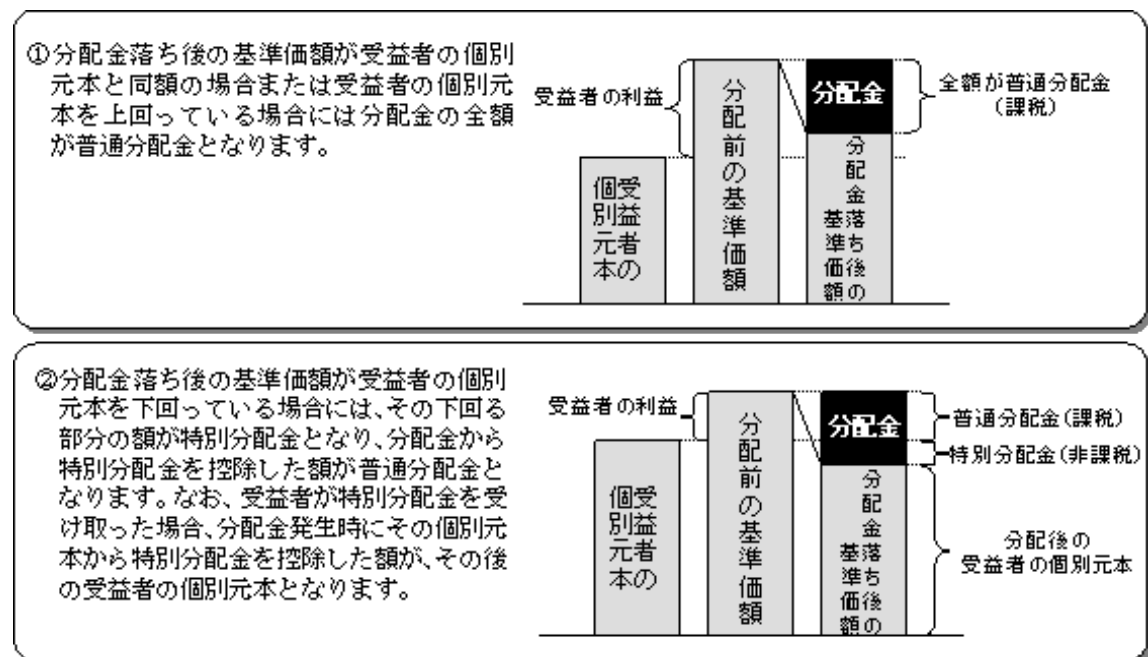 ①分配金落ち後の基準価額が受益者の個別
元本と同額の場合または受益者の個別元
本を上回っている場合には分配金の全額
が普通分配金となります。
受益者の利益
受益者の
個別元本
分配前の基準価額
分配金
分配金落ち後の
基準価額
全額が普通分配金
(課税)
②分配金落ち後の基準価額が受益者の個別
元本を下回っている場合には、その下回る
部分の額が特別分配金となり、分配金から
特別分配金を控除した額が普通分配金と
なります。なお、受益者が特別分配金を受
け取った場合、分配金発生時にその個別元
本から特別分配金を控除した額が、その後
の受益者の個別元本となります。
受益者の利益
受益者の
個別元本
分配前の基準価額
分配金
分配金落ち後の
基準価額
普通分配金(課税)
特別分配金(非課税)
分配後の
受益者の個別元本